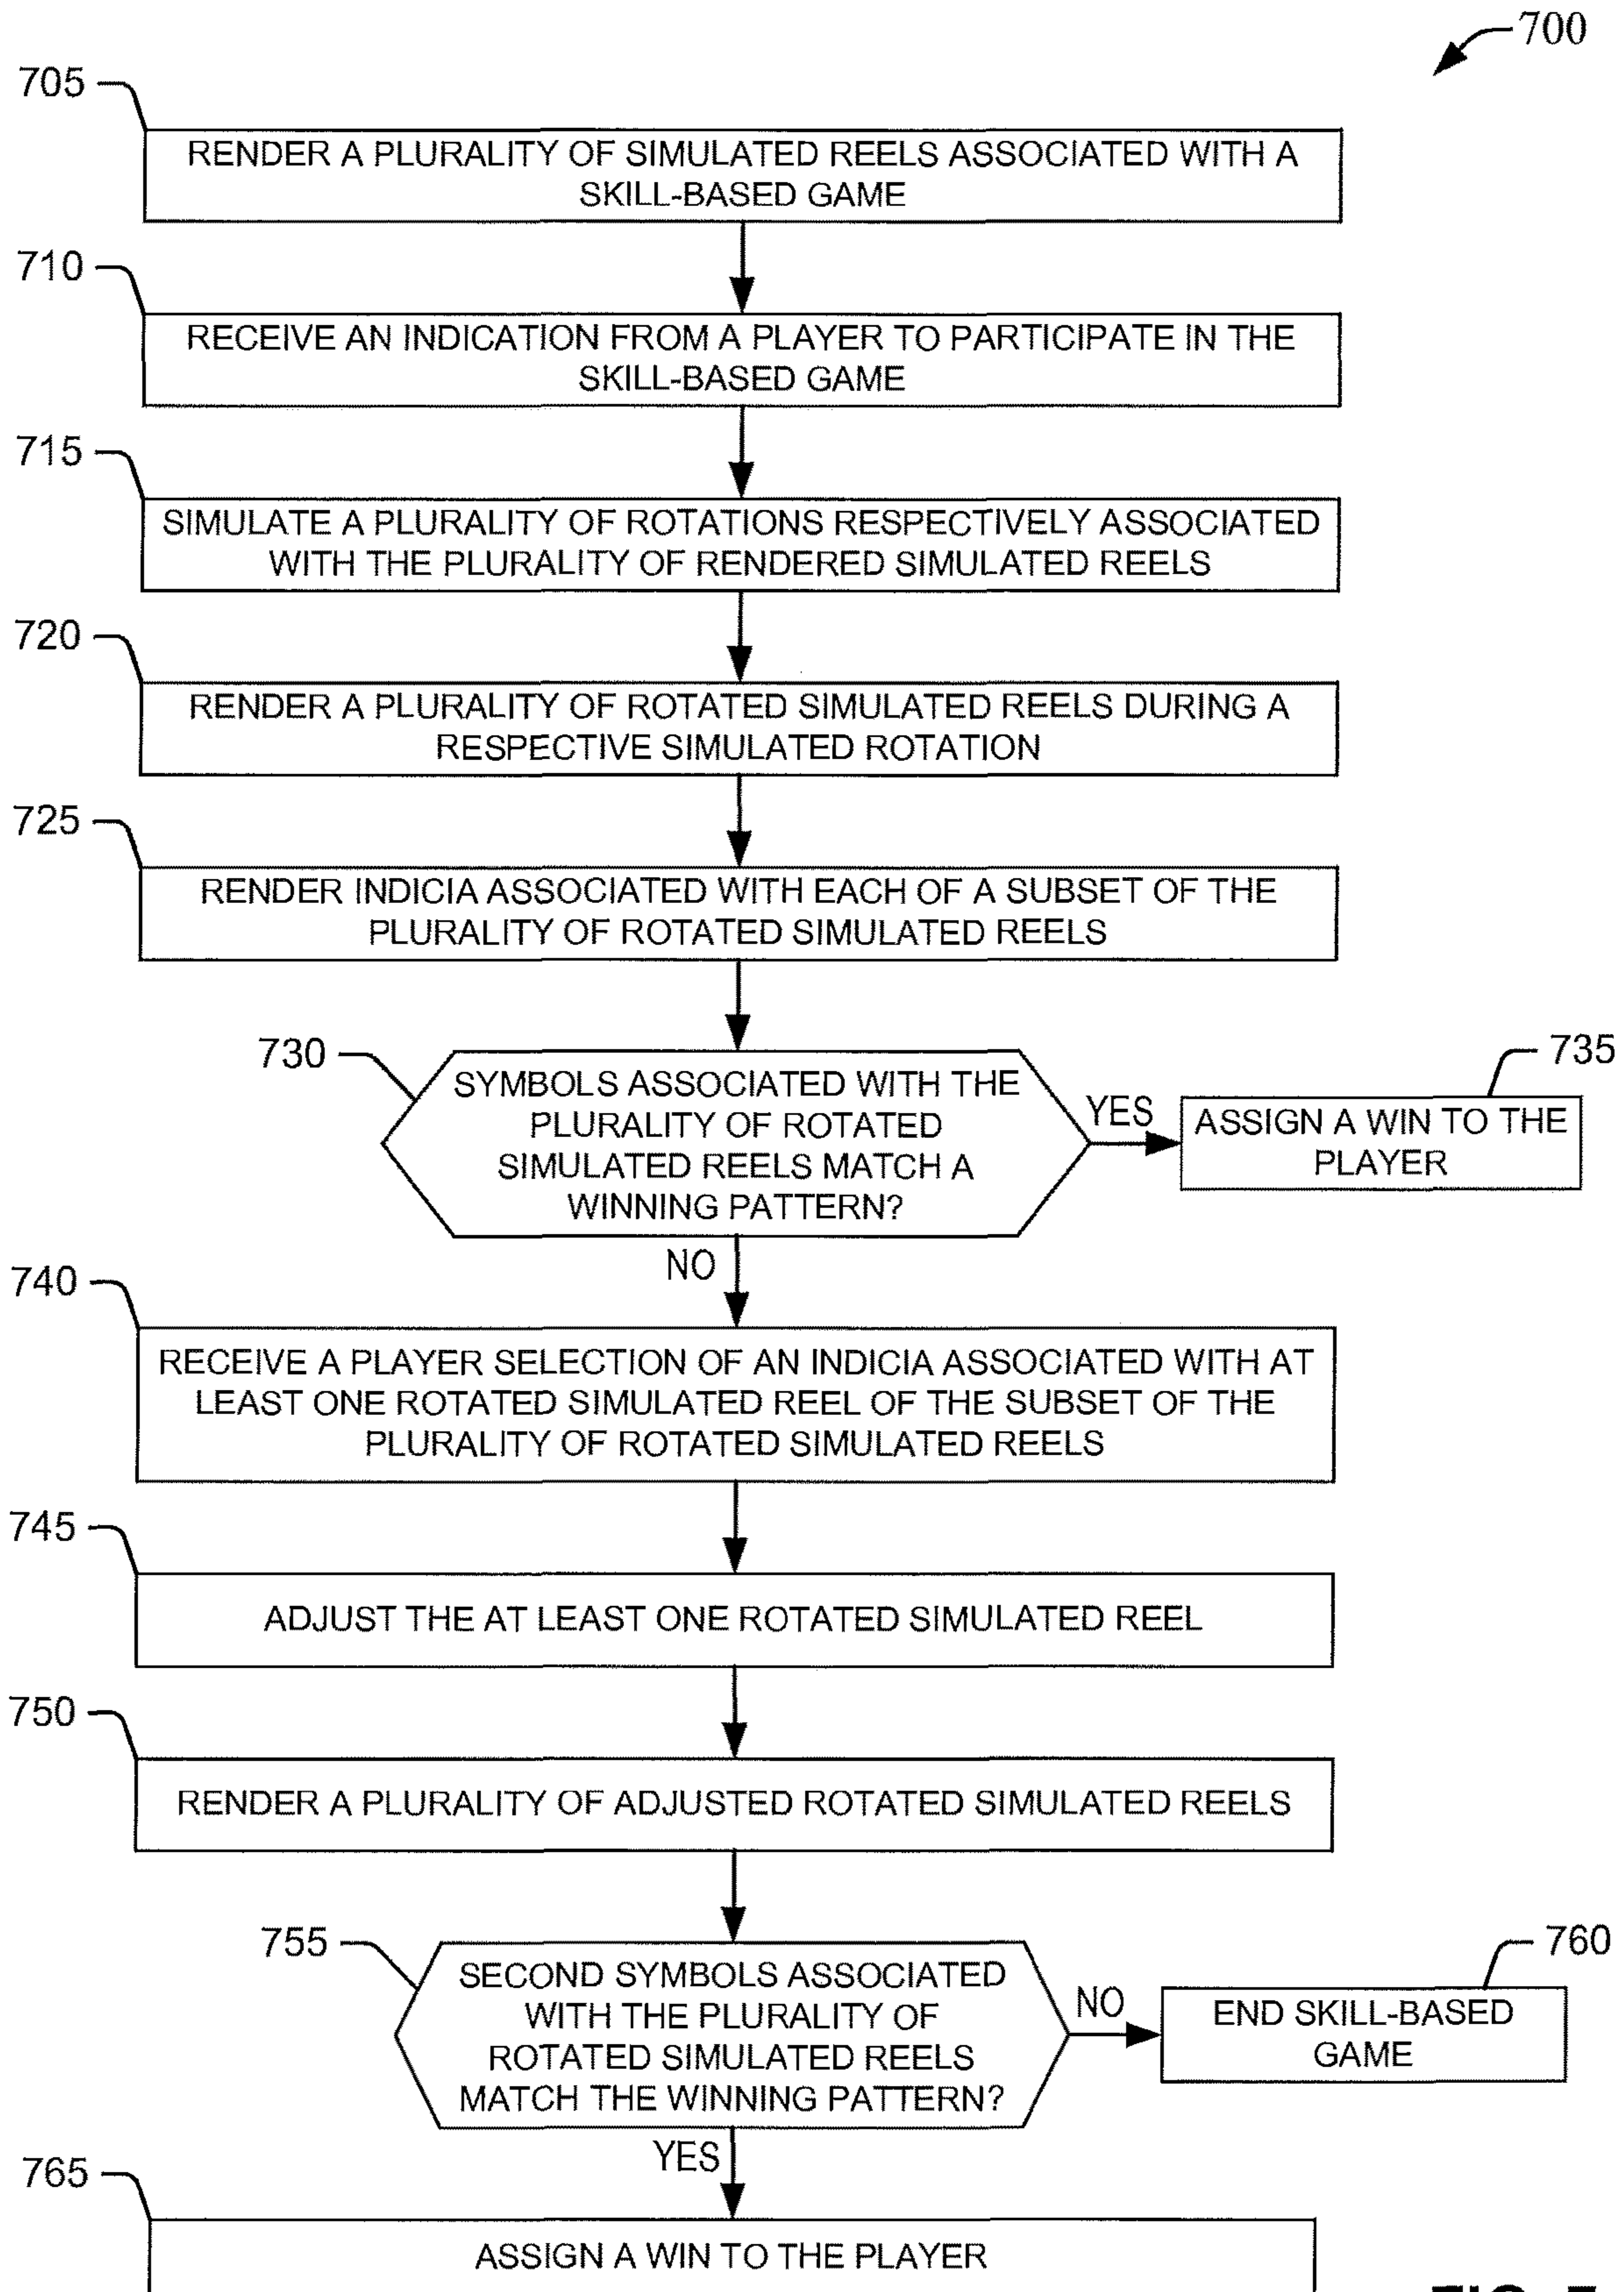 700
705
RENDER A PLURALITY OF SIMULATED REELS ASSOCIATED WITH A
SKILL-BASED GAME
710
RECEIVE AN INDICATION FROM A PLAYER TO PARTICIPATE IN THE
SKILL-BASED GAME
715
SIMULATE A PLURALITY OF ROTATIONS RESPECTIVELY ASSOCIATED
WITH THE PLURALITY OF RENDERED SIMULATED REELS
720
RENDER A PLURALITY OF ROTATED SIMULATED REELS DURING A
RESPECTIVE SIMULATED ROTATION
725
RENDER INDICIA ASSOCIATED WITH EACH OF A SUBSET OF THE
PLURALITY OF ROTATED SIMULATED REELS
730
SYMBOLS ASSOCIATED WITH THE
PLURALITY OF ROTATED
SIMULATED REELS MATCH A
WINNING PATTERN?
YES
735
ASSIGN A WIN TO THE
PLAYER
NO
740
RECEIVE A PLAYER SELECTION OF AN INDICIA ASSOCIATED WITH AT
LEAST ONE ROTATED SIMULATED REEL OF THE SUBSET OF THE
PLURALITY OF ROTATED SIMULATED REELS
745
ADJUST THE AT LEAST ONE ROTATED SIMULATED REEL
750
RENDER A PLURALITY OF ADJUSTED ROTATED SIMULATED REELS
755
SECOND SYMBOLS ASSOCIATED
WITH THE PLURALITY OF
ROTATED SIMULATED REELS
MATCH THE WINNING PATTERN?
NO
760
END SKILL-BASED
GAME
YES
765
ASSIGN A WIN TO THE PLAYER